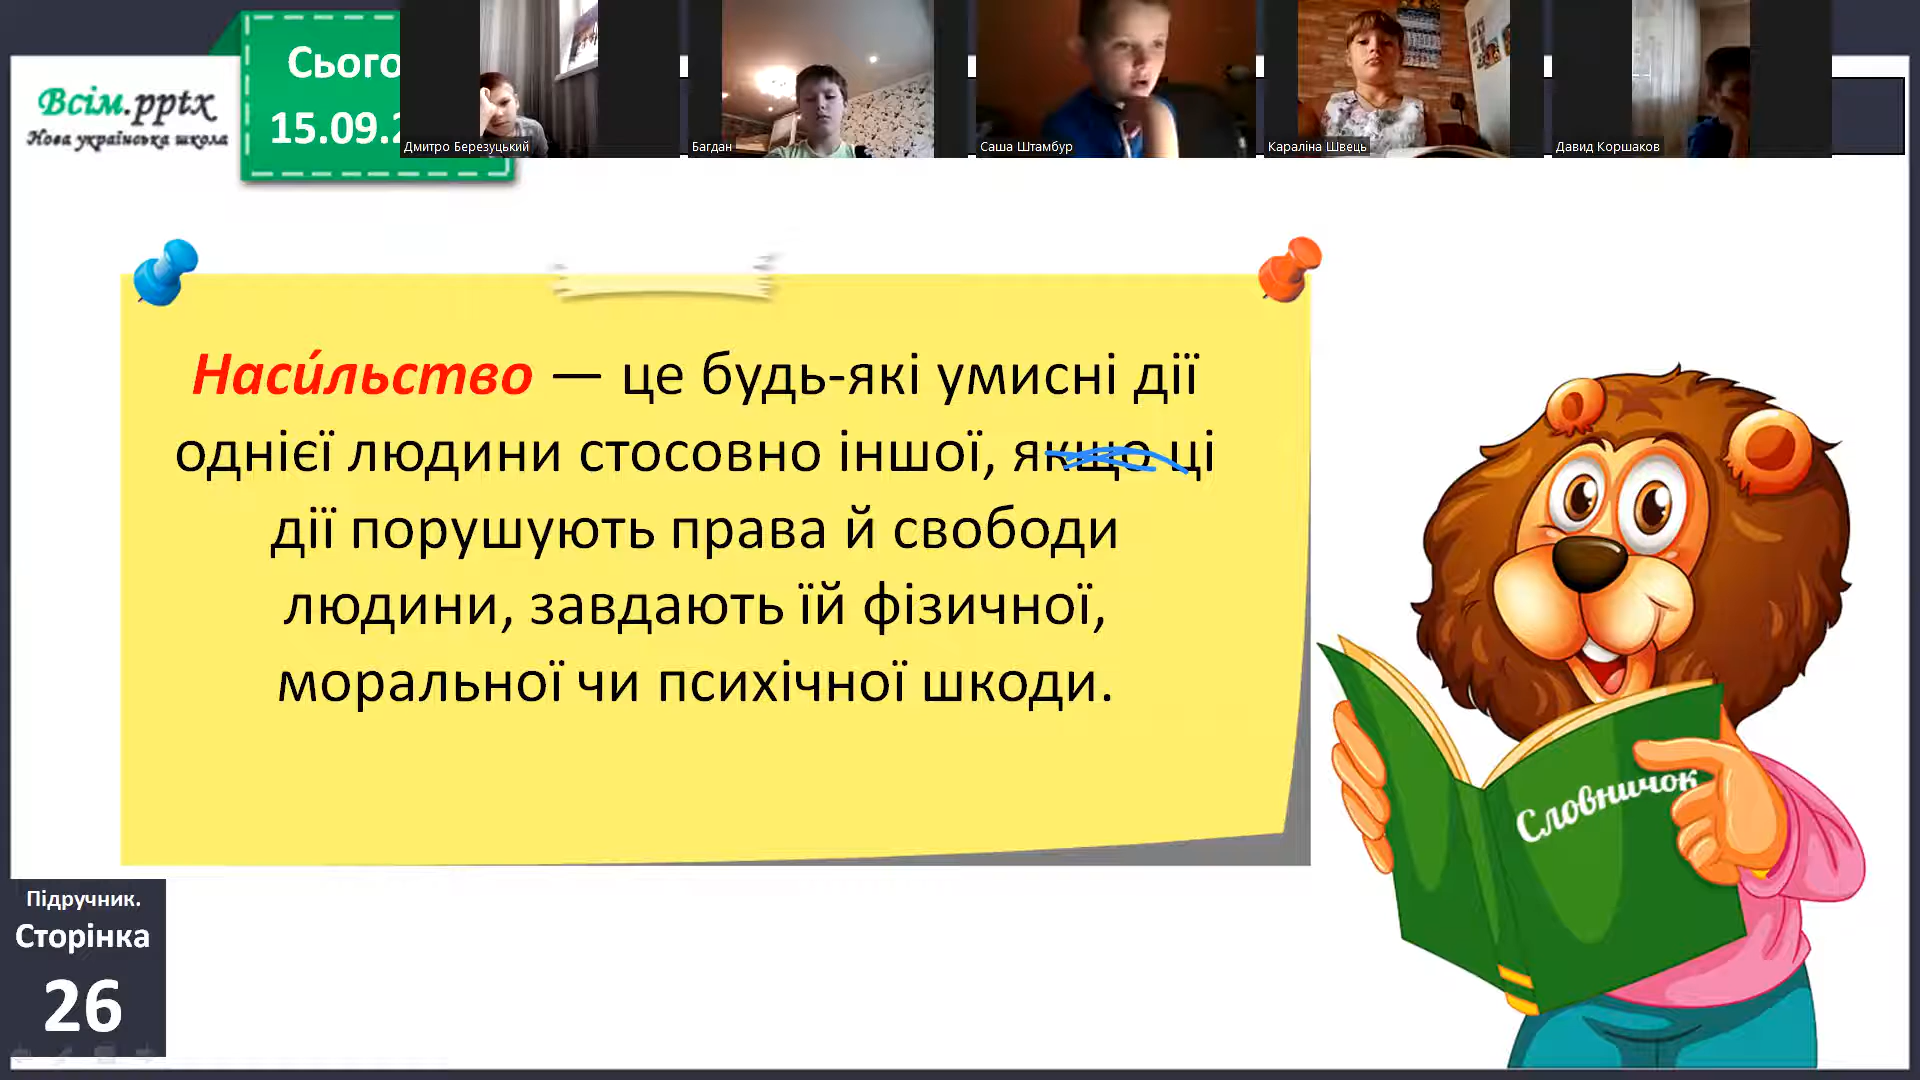 Всім.pptx
Нова українська школа
Сього
15.09.2
Дмитро Березуцький
Багдан
Саша Штамбур
Караліна Швець
Давид Коршаков
Наси́льство — це будь-які умисні дії
однієї людини стосовно іншої, якщо ці
дії порушують права й свободи
людини, завдають їй фізичної,
моральної чи психічної шкоди.
Словничок
Підручник.
Сторінка
26